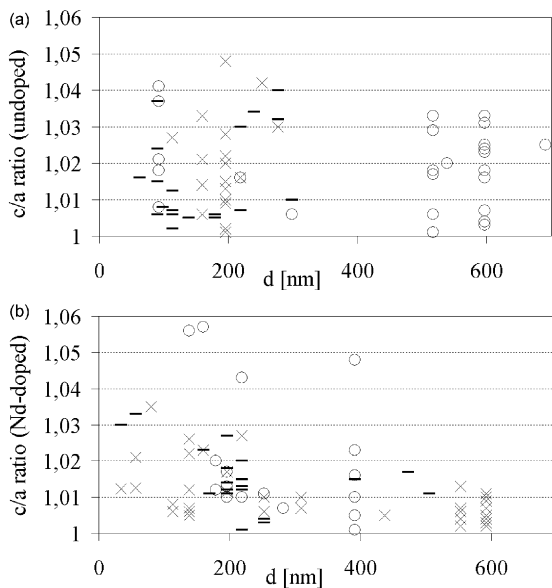 (a)
c/a ratio (undoped)
1,06
1,05
1,04
1,03
1,02
1,01
1
0 200 400 600
d [nm]
(b)
c/a ratio (Nd-doped)
1,06
1,05
1,04
1,03
1,02
1,01
1
0 200 400 600
d [nm]